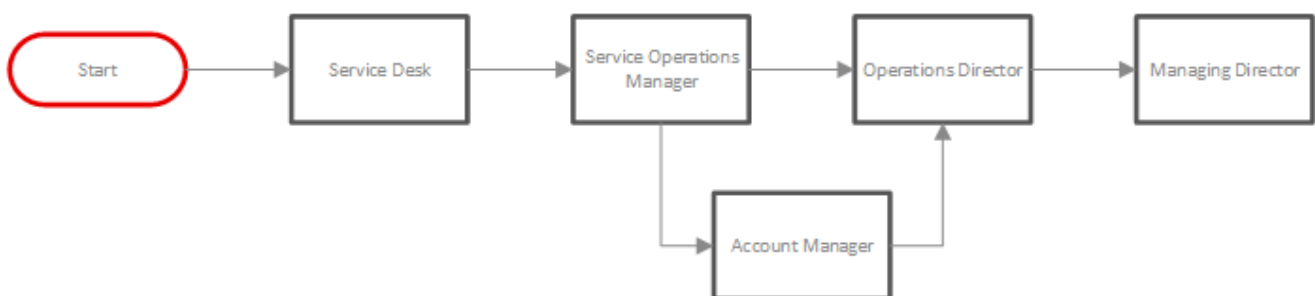 Start
Service Desk
Service Operations
Manager
Operations Director
Managing Director
Account Manager